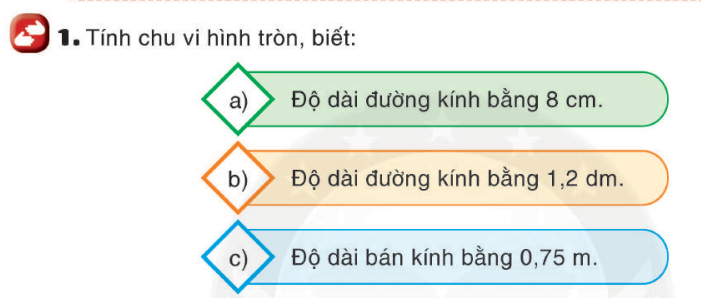 1. Tính chu vi hình tròn, biết:
a) Độ dài đường kính bằng 8 cm.
b) Độ dài đường kính bằng 1,2 dm.
c) Độ dài bán kính bằng 0,75 m.